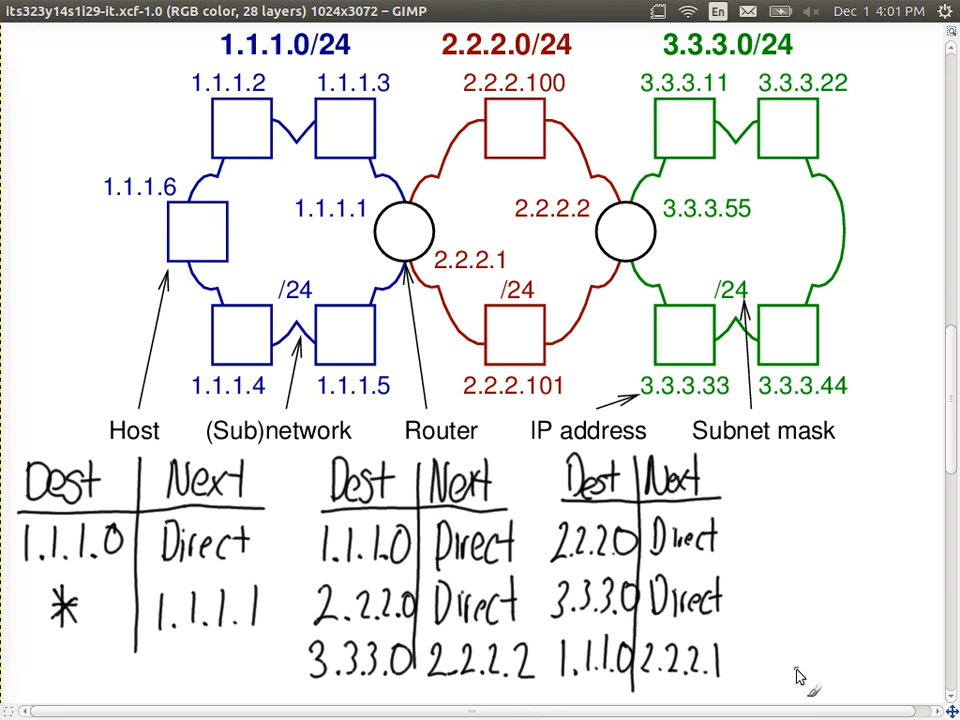 its323y14s1i29-it.xcf-1.0 (RGB color, 28 layers) 1024x3072 – GIMP En Dec 1 4:01 PM
1.1.1.0/24 2.2.2.0/24 3.3.3.0/24
1.1.1.2 1.1.1.3 2.2.2.100 3.3.3.11 3.3.3.22
1.1.1.6
1.1.1.1 2.2.2.2 3.3.3.55
2.2.2.1
/24 /24 /24
1.1.1.4 1.1.1.5 2.2.2.101 3.3.3.33 3.3.3.44
Host (Sub)network Router IP address Subnet mask
Dest Next Dest Next Dest Next
1.1.1.0 Direct 1.1.1.0 Direct 2.2.2.0 Direct
* 1.1.1.1 2.2.2.0 Direct 3.3.3.0 Direct
3.3.3.0 2.2.2.2 1.1.1.0 2.2.2.1